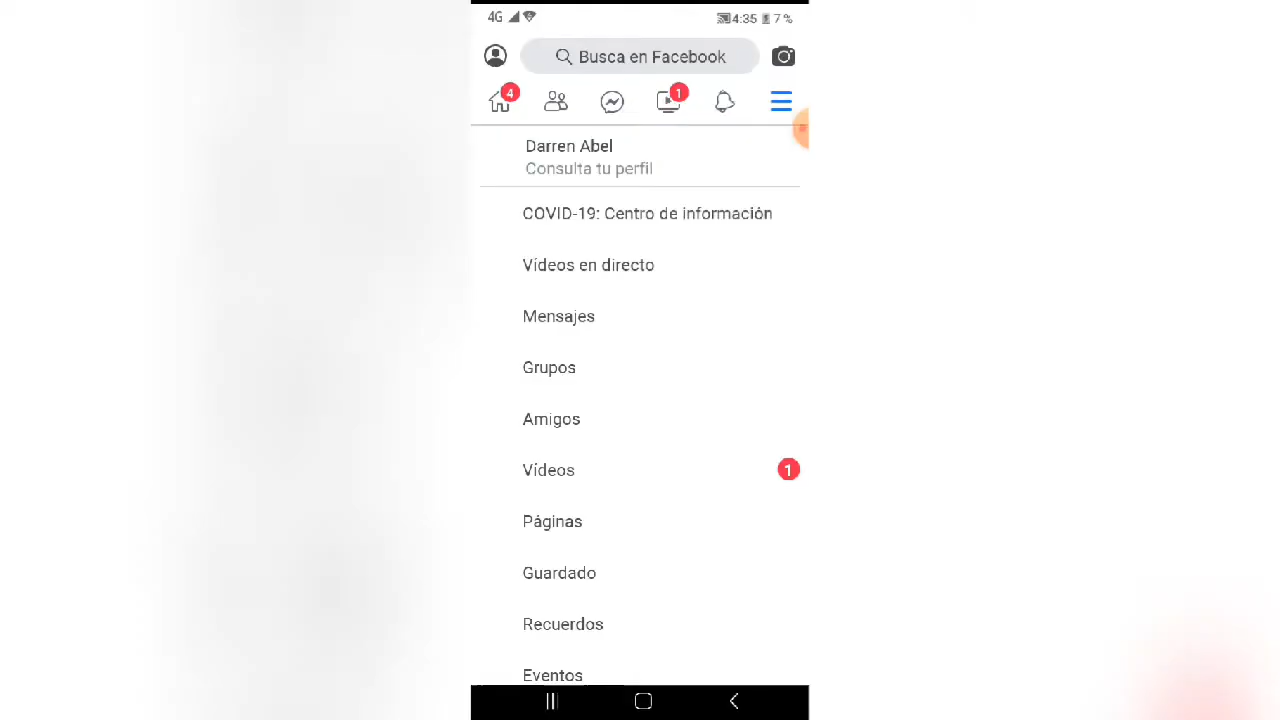 4G 4:35 7 %
Busca en Facebook
4 1
Darren Abel
Consulta tu perfil
COVID-19: Centro de información
Vídeos en directo
Mensajes
Grupos
Amigos
Vídeos 1
Páginas
Guardado
Recuerdos
Eventos